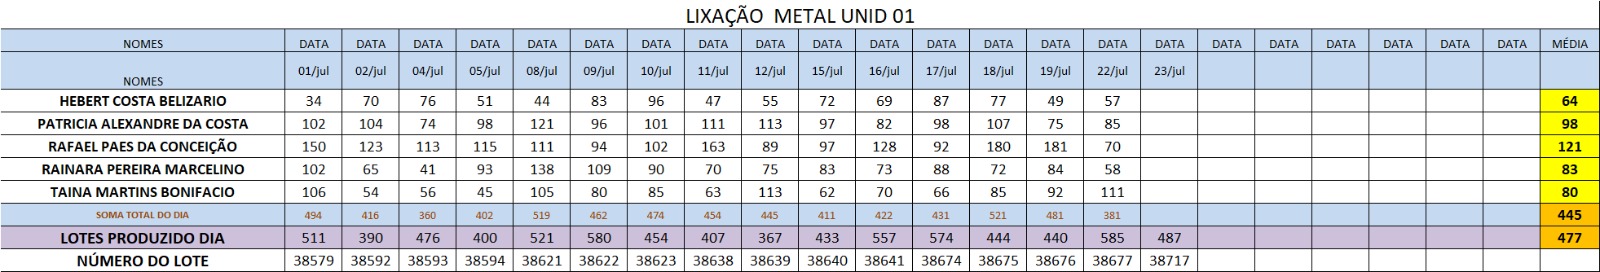 LIXAÇÃO METAL UNID 01
NOMES DATA DATA DATA DATA DATA DATA DATA DATA DATA DATA DATA DATA DATA DATA DATA DATA DATA DATA DATA DATA DATA DATA MÉDIA
NOMES 01/jul 02/jul 04/jul 05/jul 08/jul 09/jul 10/jul 11/jul 12/jul 15/jul 16/jul 17/jul 18/jul 19/jul 22/jul 23/jul
HEBERT COSTA BELIZARIO 34 70 76 51 44 83 96 47 55 72 69 87 77 49 57 64
PATRICIA ALEXANDRE DA COSTA 102 104 74 98 121 96 101 111 113 97 82 98 107 75 85 98
RAFAEL PAES DA CONCEIÇÃO 150 123 113 115 111 94 102 163 89 97 128 92 180 181 70 121
RAINARA PEREIRA MARCELINO 102 65 41 93 138 109 90 70 75 83 73 88 72 84 58 83
TAINA MARTINS BONIFACIO 106 54 56 45 105 80 85 63 113 62 70 66 85 92 111 80
SOMA TOTAL DO DIA 494 416 360 402 519 462 474 454 445 411 422 431 521 481 381 445
LOTES PRODUZIDO DIA 511 390 476 400 521 580 454 407 367 433 557 574 444 440 585 487 477
NÚMERO DO LOTE 38579 38592 38593 38594 38621 38622 38623 38638 38639 38640 38641 38674 38675 38676 38677 38717